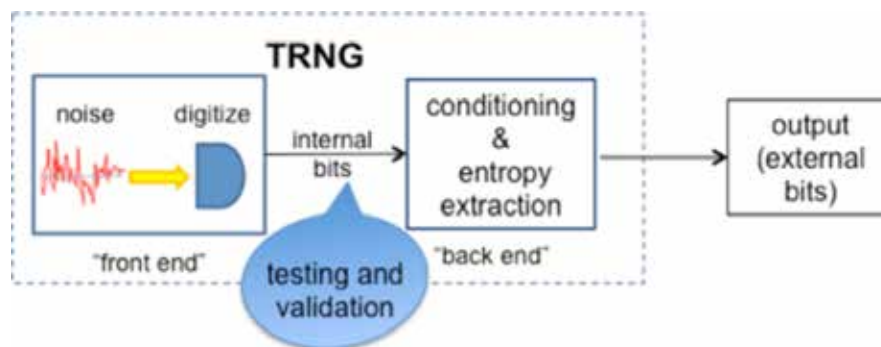 TRNG
noise
digitize
"front end"
internal
bits
testing and
validation
conditioning
&
entropy
extraction
"back end"
output
(external
bits)